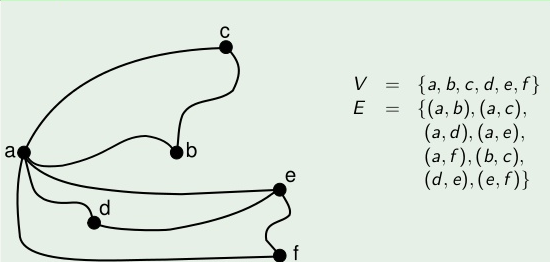 c
a
b
e
d
f
V = {a, b, c, d, e, f}
E = {(a, b), (a, c),
(a, d), (a, e),
(a, f), (b, c),
(d, e), (e, f)}